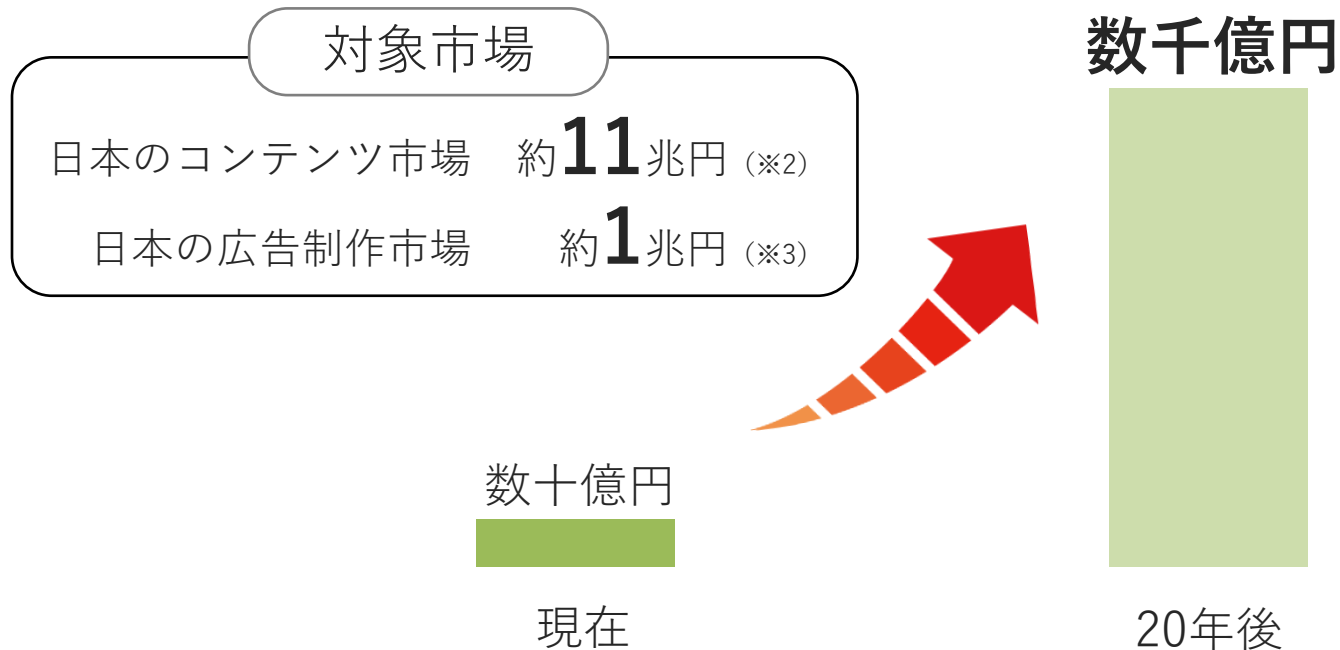 対象市場
日本のコンテンツ市場 約11兆円 (※2)
日本の広告制作市場 約1兆円 (※3)
数千億円
数十億円
現在
20年後